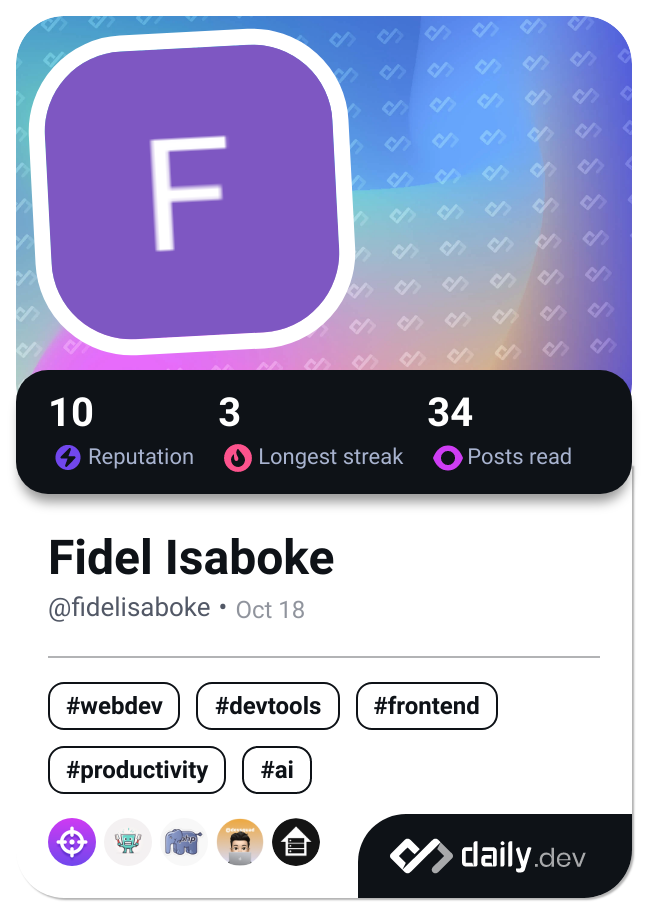 F
10 3 34
Reputation Longest streak Posts read
Fidel Isaboke
@fidelisaboke • Oct 18
#webdev #devtools #frontend
#productivity #ai
php
daily.dev